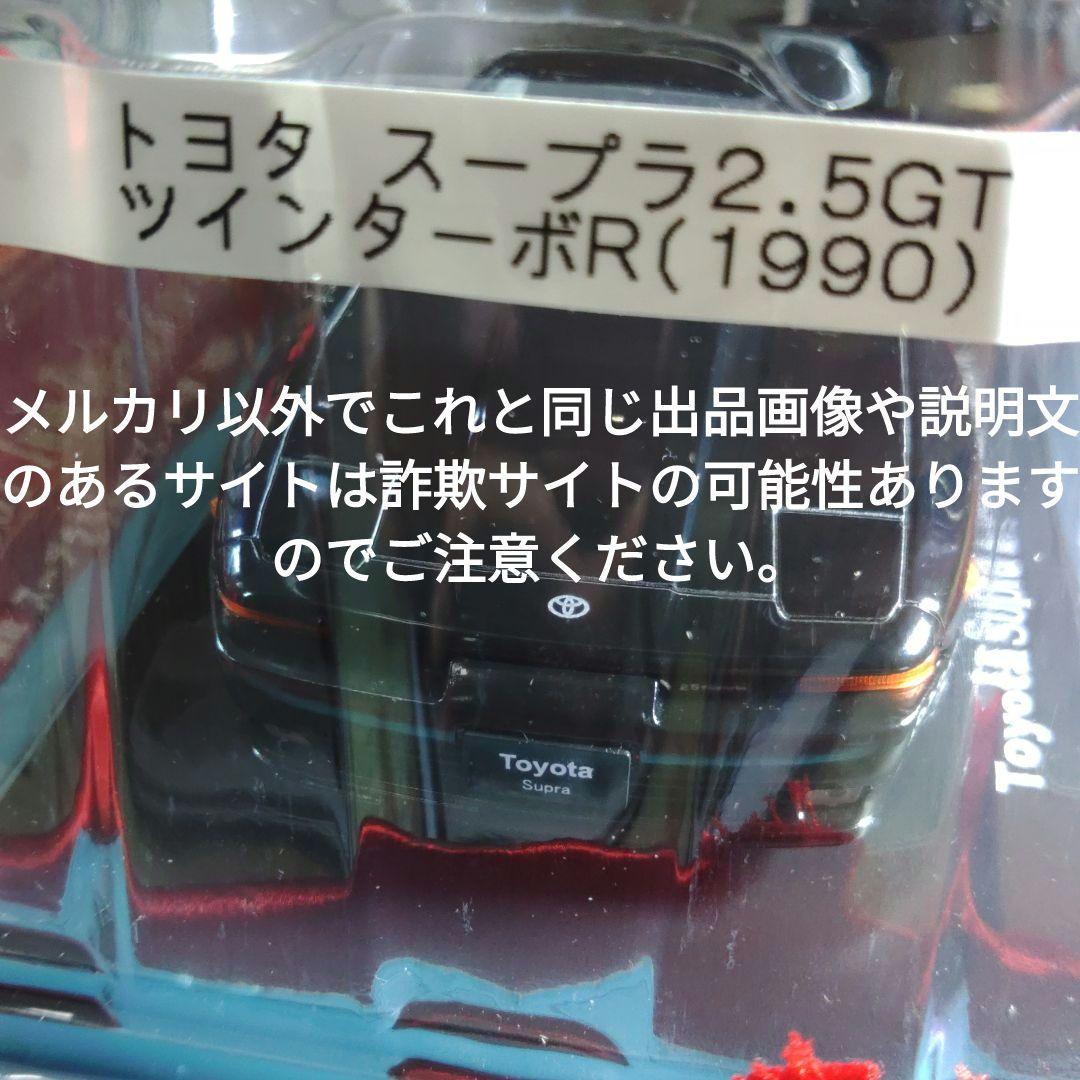 トヨタ スープラ2.5GT
ツインターボR(1990)
メルカリ以外でこれと同じ出品画像や説明文
のあるサイトは詐欺サイトの可能性あります
のでご注意ください。
Toyota
Supra
Toyota Supra